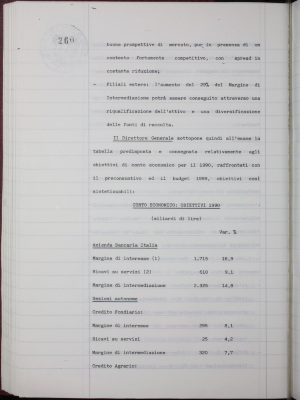 268
buone prospettive di mercato, pur in presenza di un
contesto fortemente competitivo, con spread in
costante riduzione;
- Filiali estere: l'aumento del 29% del Margine di
Intermediazione potrà essere conseguito attraverso una
riqualificazione dell'attivo e una diversificazione
delle fonti di raccolta.
Il Direttore Generale sottopone quindi all'esame la
tabella predisposta e consegnata relativamente agli
obiettivi di conto economico per il 1990, raffrontati con
il preconsuntivo ed il budget 1989, obiettivi così
sintetizzabili:
CONTO ECONOMICO: OBIETTIVI 1990
(miliardi di lire)
Var. %
Azienda Bancaria Italia
Margine di interesse (1) 1.719 16,9
Ricavi su servizi (2) 610 9,1
Margine di intermediazione 2.329 14,8
Sezioni autonome
Credito Fondiario:
Margine di interesse 295 8,1
Ricavi su servizi 25 4,2
Margine di intermediazione 320 7,7
Credito Agrario: